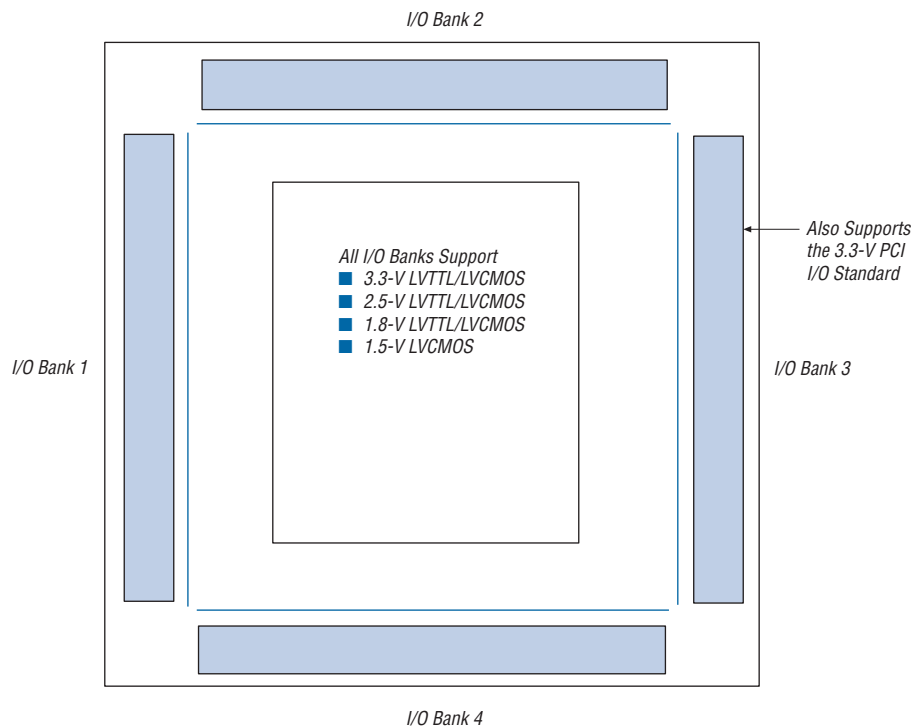 I/O Bank 2
Also Supports
the 3.3-V PCI
I/O Standard
All I/O Banks Support
3.3-V LVTTL/LVCMOS
2.5-V LVTTL/LVCMOS
1.8-V LVTTL/LVCMOS
1.5-V LVCMOS
I/O Bank 1
I/O Bank 3
I/O Bank 4